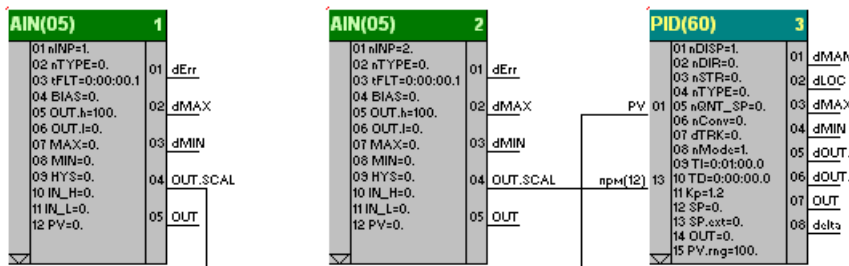 AIN(05) 1
01 nINP=1.
02 nTYPE=0.
03 tFLT=0:00:00.1
04 BIAS=0.
05 OUT.h=100.
06 OUT.l=0.
07 MAX=0.
08 MIN=0.
09 HYS=0.
10 IN_H=0.
11 IN_L=0.
12 PV=0.
01 dErr
02 dMAX
03 dMIN
04 OUT.SCAL
05 OUT
AIN(05) 2
01 nINP=2.
02 nTYPE=0.
03 tFLT=0:00:00.1
04 BIAS=0.
05 OUT.h=100.
06 OUT.l=0.
07 MAX=0.
08 MIN=0.
09 HYS=0.
10 IN_H=0.
11 IN_L=0.
12 PV=0.
01 dErr
02 dMAX
03 dMIN
04 OUT.SCAL
05 OUT
PID(60) 3
PV 01
прм(12) 13
01 nDISP=1.
02 nDIR=0.
03 nSTR=0.
04 nTYPE=0.
05 nQNT_SP=0.
06 nConv=0.
07 dTRK=0.
08 nMode=1.
09 TI=0:01:00.0
10 TD=0:00:00.0
11 Kp=1.2
12 SP=0.
13 SP.ext=0.
14 OUT=0.
15 PV.rng=100.
01 dMAN
02 dLOC
03 dMAX
04 dMIN
05 dOUT.
06 dOUT.
07 OUT
08 delta